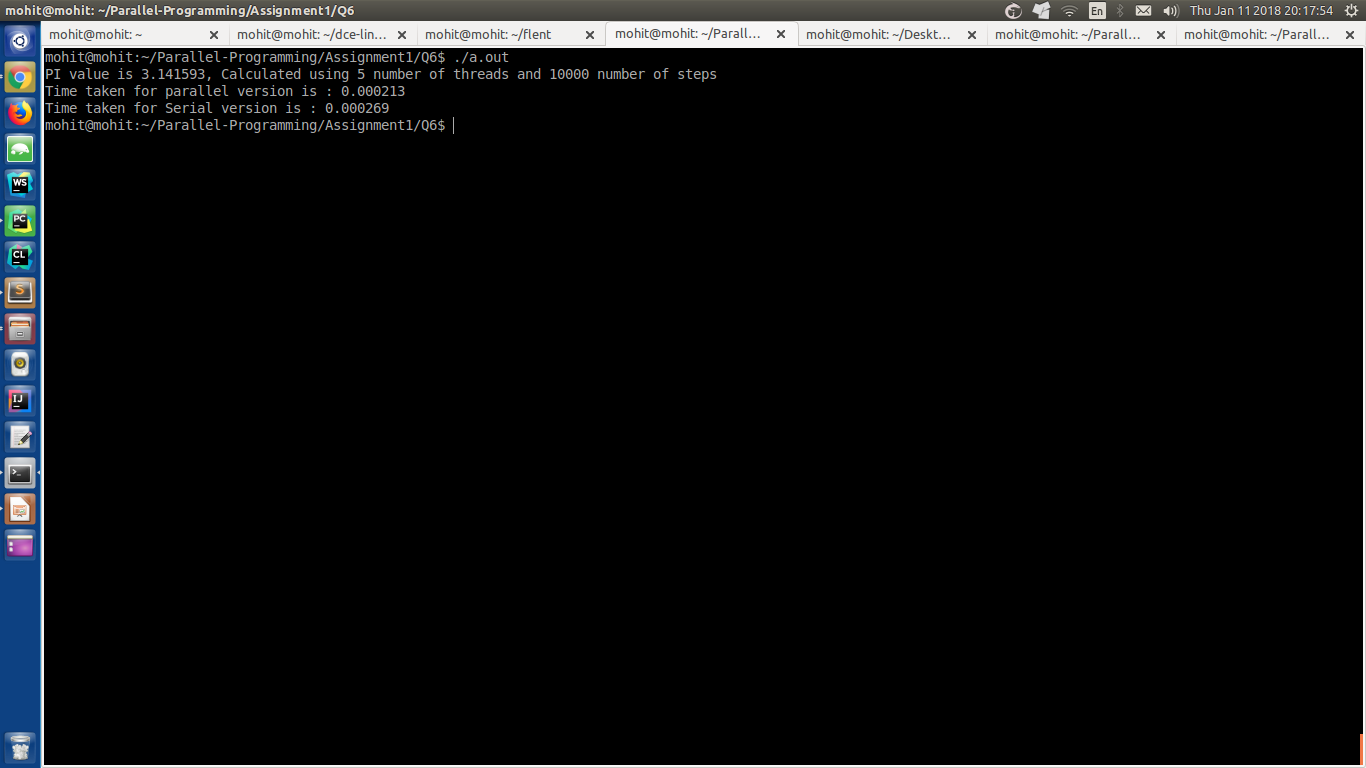 mohit@mohit: ~/Parallel-Programming/Assignment1/Q6
En
Thu Jan 11 2018 20:17:54
mohit@mohit: ~
mohit@mohit: ~/dce-lin…
mohit@mohit: ~/flent
mohit@mohit: ~/Parall…
mohit@mohit: ~/Deskt…
mohit@mohit: ~/Parall…
mohit@mohit: ~/Parall…
mohit@mohit:~/Parallel-Programming/Assignment1/Q6$ ./a.out
PI value is 3.141593, Calculated using 5 number of threads and 10000 number of steps
Time taken for parallel version is : 0.000213
Time taken for Serial version is : 0.000269
mohit@mohit:~/Parallel-Programming/Assignment1/Q6$
WS
PC
CL
S
IJ
>_